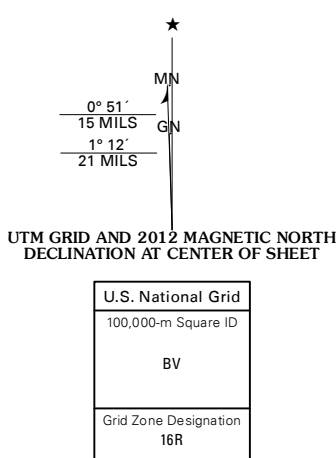 ★
MN
0° 51´
15 MILS
GN
1° 12´
21 MILS
UTM GRID AND 2012 MAGNETIC NORTH
DECLINATION AT CENTER OF SHEET
U.S. National Grid
100,000-m Square ID
BV
Grid Zone Designation
16R